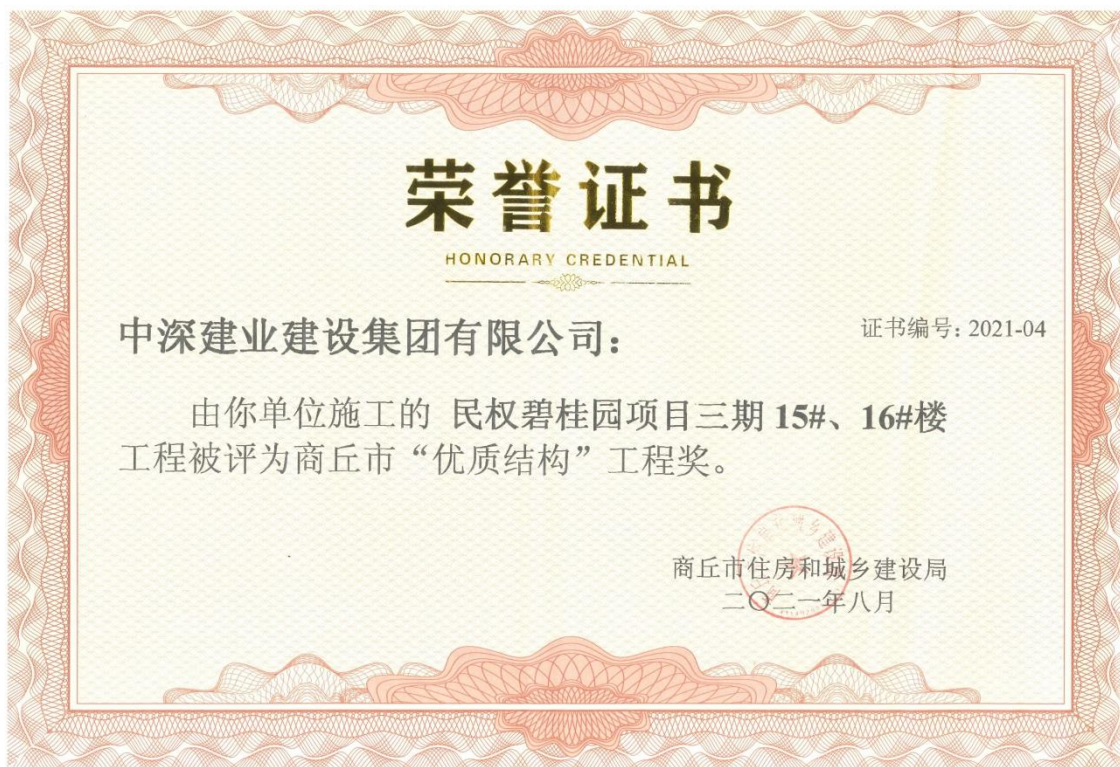 荣誉证书
HONORARY CREDENTIAL
中深建业建设集团有限公司:
证书编号: 2021-04
由你单位施工的 民权碧桂园项目三期 15#、16#楼
工程被评为商丘市“优质结构”工程奖。
商丘市住房和城乡建设局
二〇二一年八月